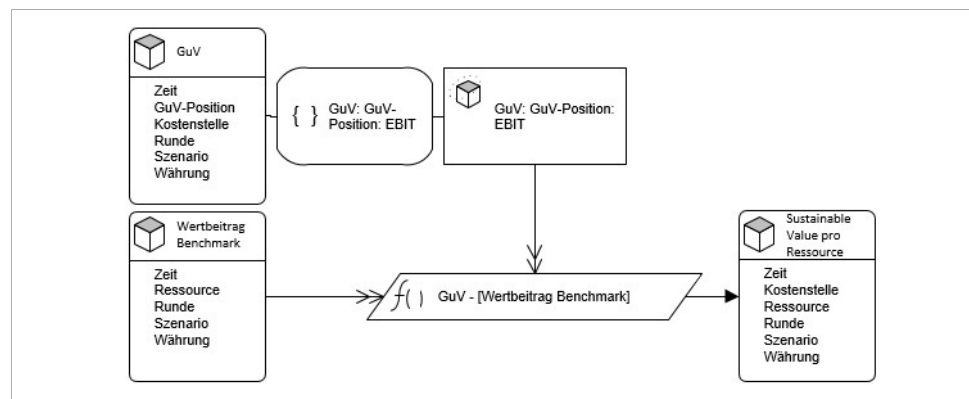 GuV
Zeit
GuV-Position
Kostenstelle
Runde
Szenario
Währung
{ } GuV: GuV-
Position: EBIT
GuV: GuV-Position:
EBIT
Wertbeitrag
Benchmark
Zeit
Ressource
Runde
Szenario
Währung
f() GuV - [Wertbeitrag Benchmark]
Sustainable
Value pro
Ressource
Zeit
Kostenstelle
Ressource
Runde
Szenario
Währung